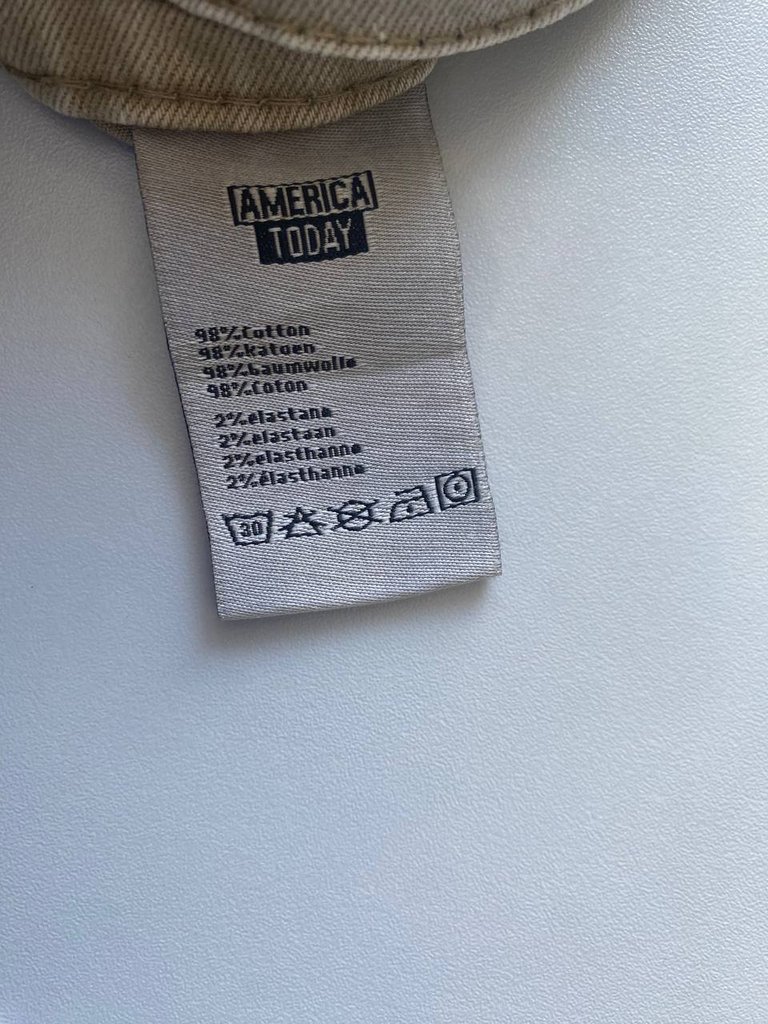 AMERICA
TODAY
98%Cotton
98%katoen
98%baumwolle
98%Coton
2%elastane
2%elastaan
2%elasthanne
2%élasthanne
30